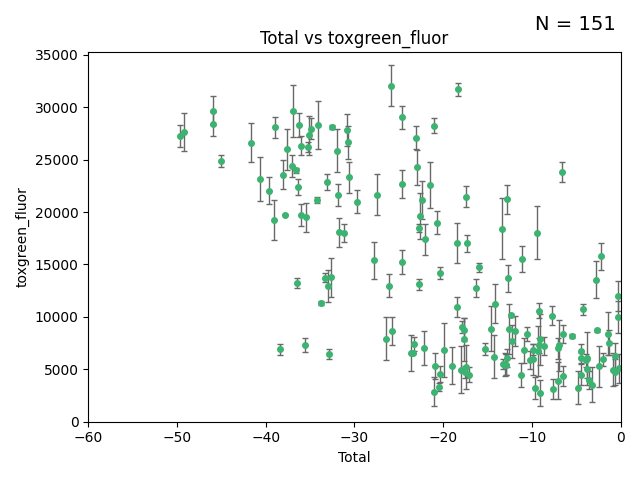 N = 151
Total vs toxgreen_fluor
35000
30000
25000
20000
15000
10000
5000
0
toxgreen_fluor
−60 −50 −40 −30 −20 −10 0
Total